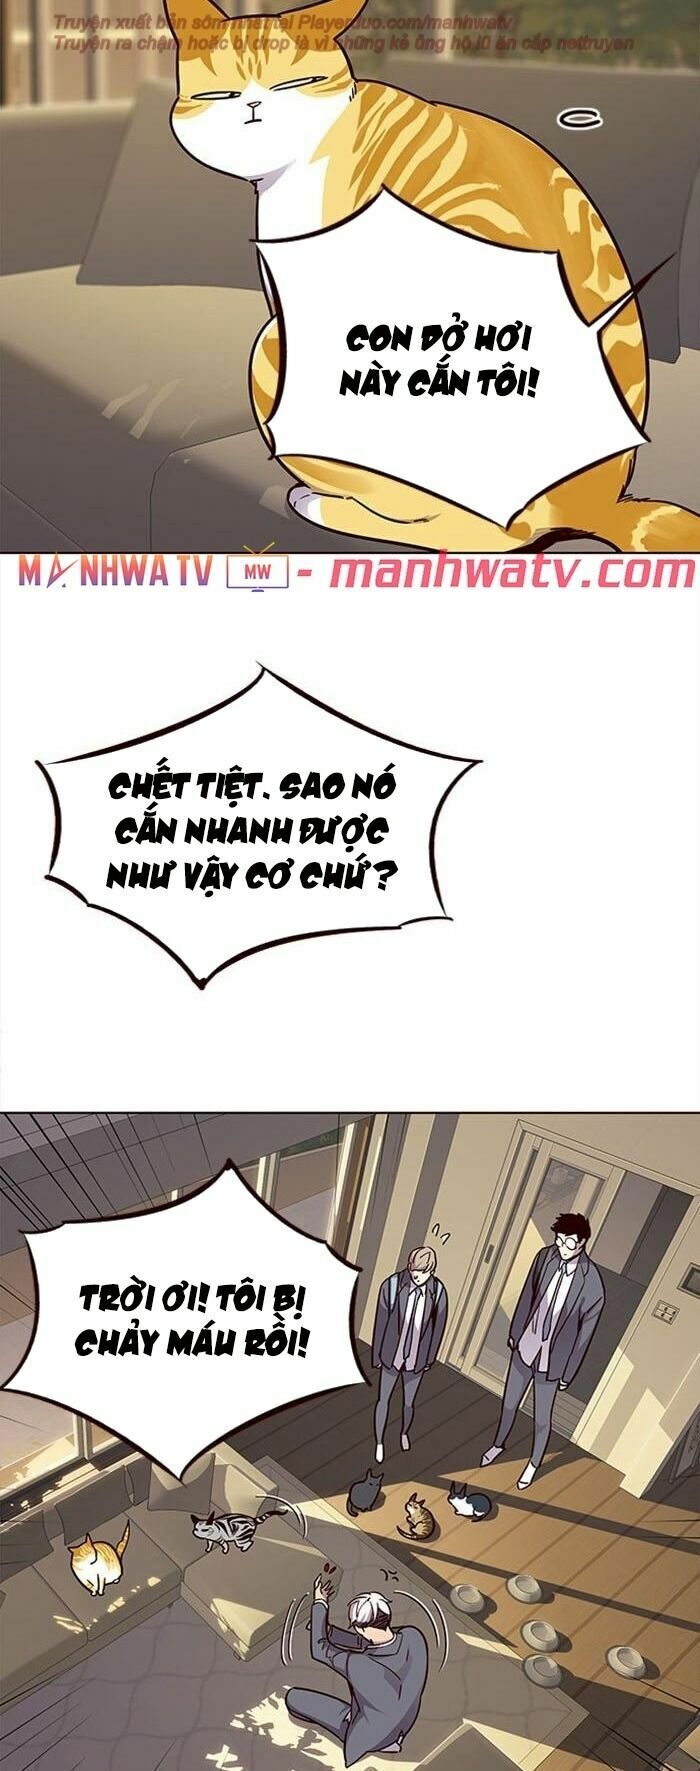 Truyện xuất bản sớm nhất tại Playerduo.com/manhwatv
Truyện ra chậm hoặc bị drop là vì những kẻ ủng hộ lũ ăn cắp nettruyen
CON DỞ HƠI
NÀY CẮN TÔI!
MANHWA TV MW - manhwatv.com
CHẾT TIỆT. SAO NÓ
CẮN NHANH ĐƯỢC
NHƯ VẬY CƠ CHỨ?
TRỜI ƠI! TÔI BỊ
CHẢY MÁU RỒI!